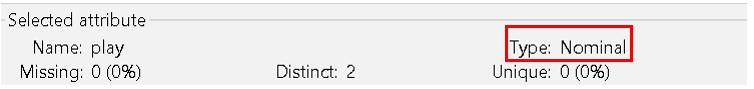 Selected attribute
Name: play Type: Nominal
Missing: 0 (0%) Distinct: 2 Unique: 0 (0%)